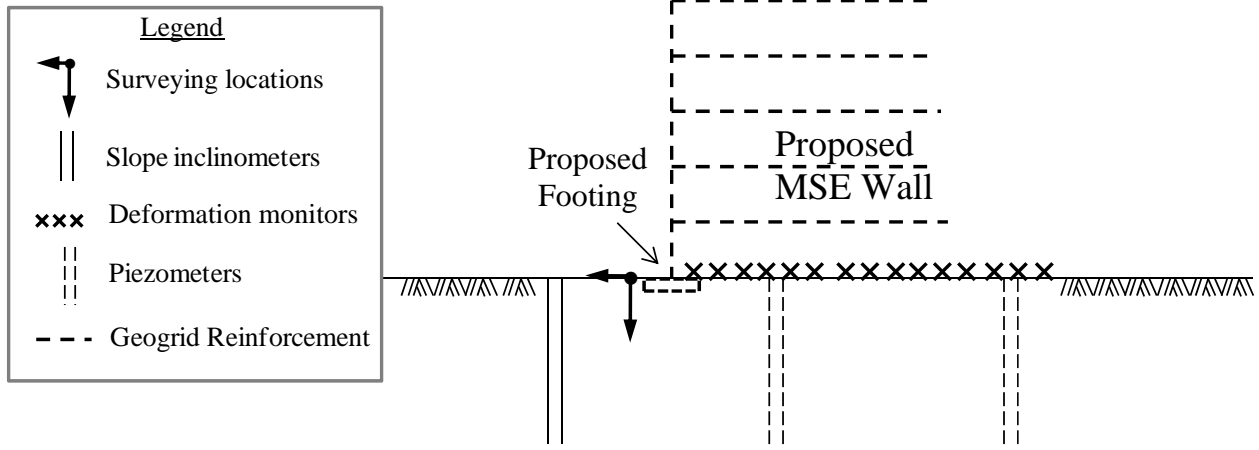 Legend
Surveying locations
Slope inclinometers
Deformation monitors
Piezometers
Geogrid Reinforcement
Proposed
Footing
Proposed
MSE Wall